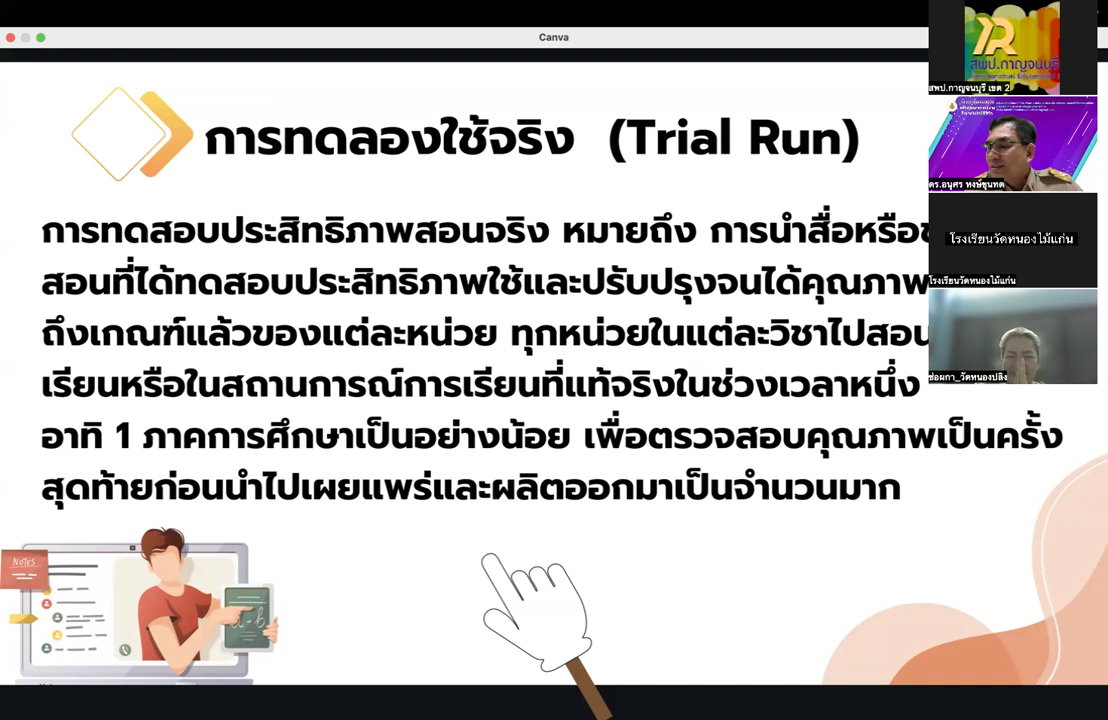 Canva
การทดลองใช้จริง (Trial Run)
การทดสอบประสิทธิภาพสอนจริง หมายถึง การนำสื่อหรือ
สอนที่ได้ทดสอบประสิทธิภาพใช้และปรับปรุงจนได้คุณภาพ
ถึงเกณฑ์แล้วของแต่ละหน่วย ทุกหน่วยในแต่ละวิชาไปสอน
เรียนหรือในสถานการณ์การเรียนที่แท้จริงในช่วงเวลาหนึ่ง
อาทิ 1 ภาคการศึกษาเป็นอย่างน้อย เพื่อตรวจสอบคุณภาพเป็นครั้ง
สุดท้ายก่อนนำไปเผยแพร่และผลิตออกมาเป็นจำนวนมาก
NOTES
a-b
สพป.กาญจนบุรี
สพป.กาญจนบุรี เขต 2
ดร.อนุศร หงษ์ขุนทด
โรงเรียนวัดหนองไม้แก่น
โรงเรียนวัดหนองไม้แก่น
ช่อผกา_วัดหนองปลิง